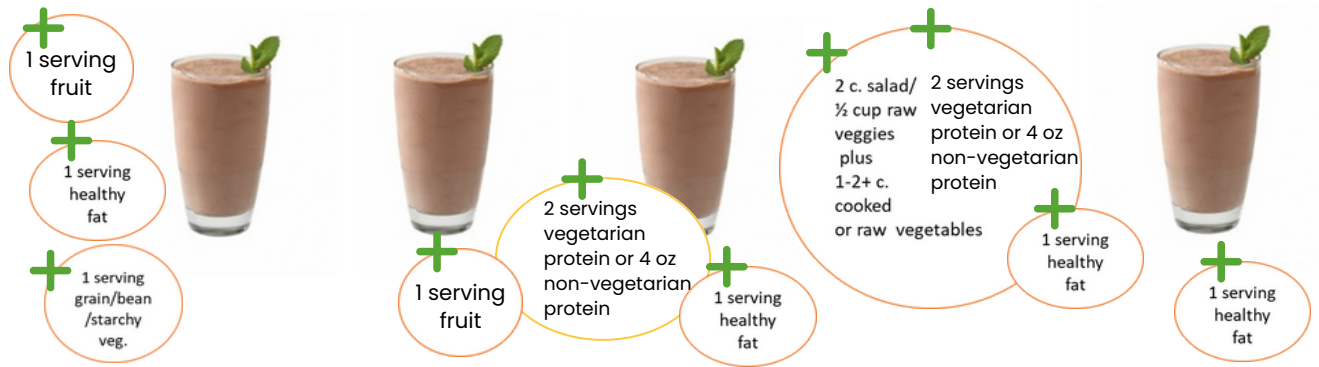 1 serving
fruit
1 serving
healthy
fat
1 serving
grain/bean
/starchy
veg.
1 serving
fruit
2 servings
vegetarian
protein or 4 oz
non-vegetarian
protein
1 serving
healthy
fat
2 c. salad/
½ cup raw
veggies
plus
1-2+ c.
cooked
or raw vegetables
2 servings
vegetarian
protein or 4 oz
non-vegetarian
protein
1 serving
healthy
fat
1 serving
healthy
fat